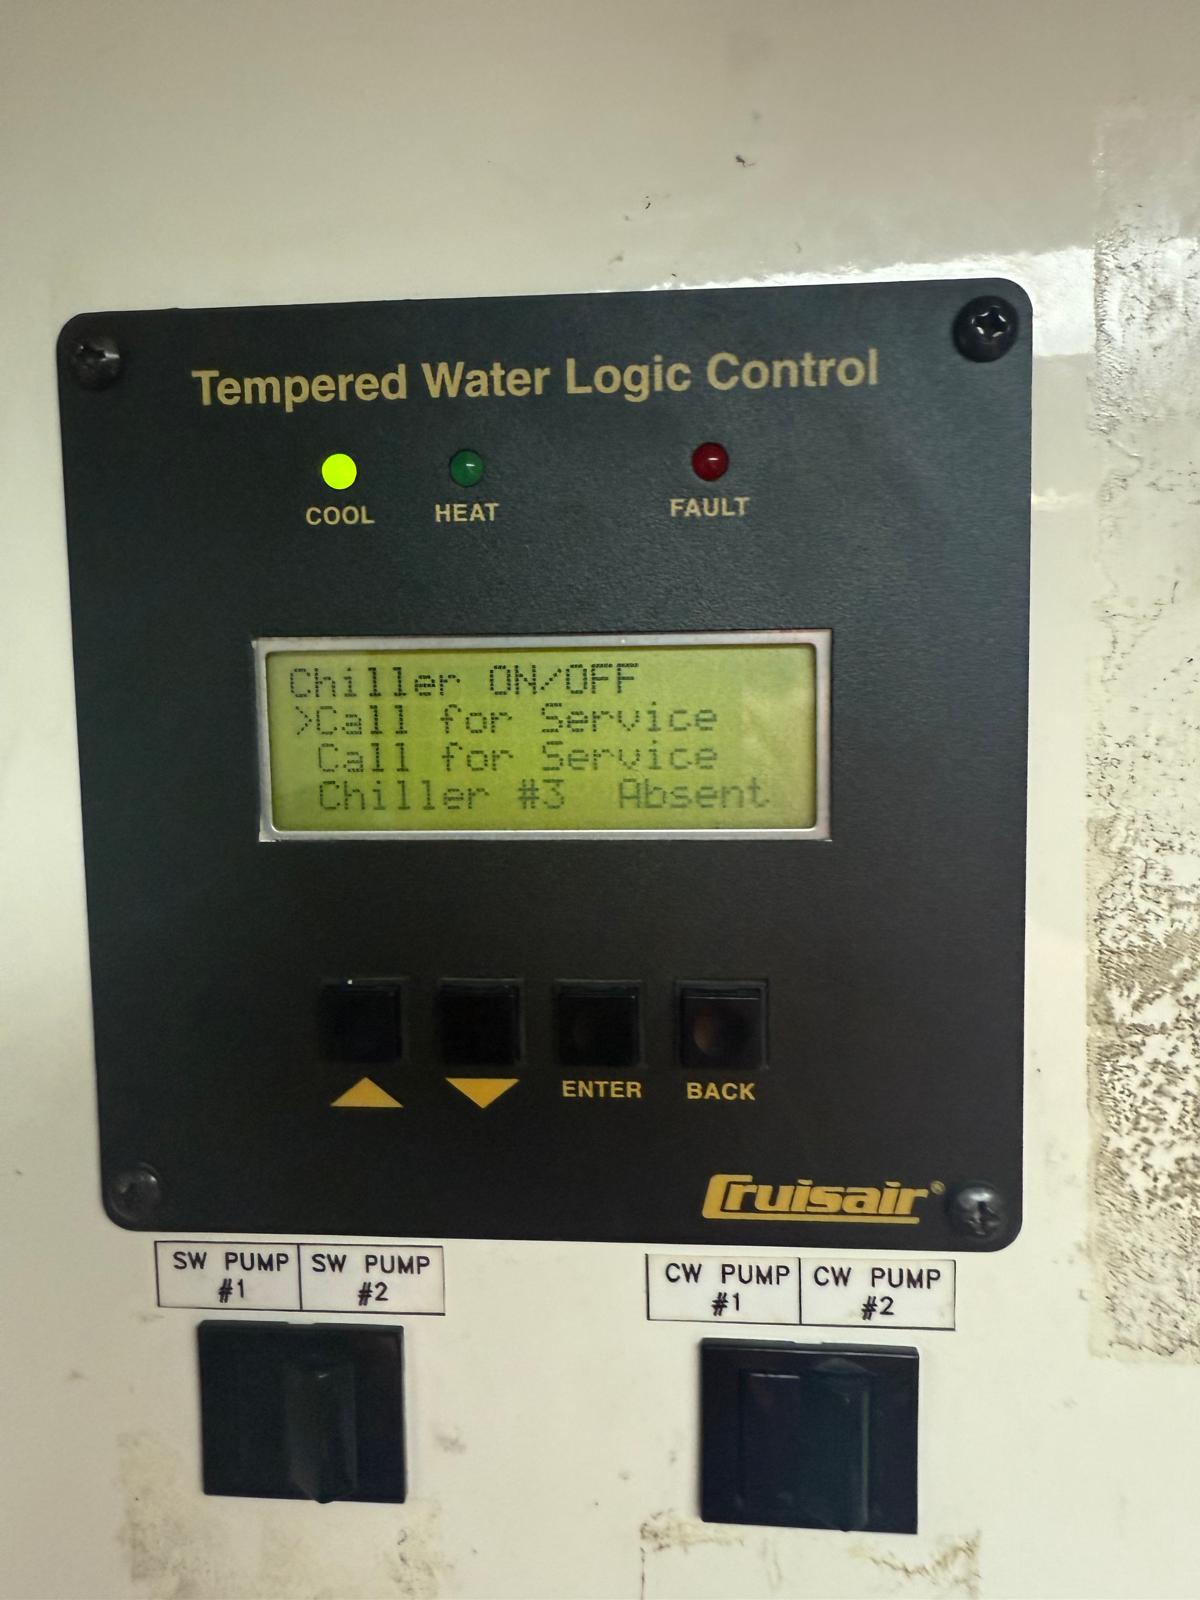 Tempered Water Logic Control
COOL HEAT FAULT
Chiller ON/OFF
>Call for Service
Call for Service
Chiller #3 Absent
ENTER BACK
Cruisair®
SW PUMP #1
SW PUMP #2
CW PUMP #1
CW PUMP #2